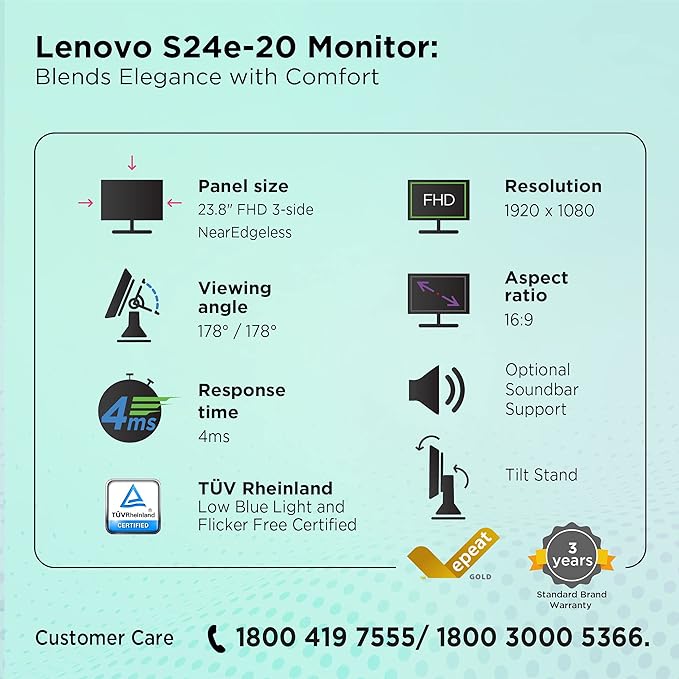 Lenovo S24e-20 Monitor:
Blends Elegance with Comfort
Panel size
23.8" FHD 3-side
NearEdgeless
FHD
Resolution
1920 x 1080
Viewing
angle
178° / 178°
Aspect
ratio
16:9
4ms
Response
time
4ms
Optional
Soundbar
Support
TÜVRheinland
CERTIFIED
TÜV Rheinland
Low Blue Light and
Flicker Free Certified
Tilt Stand
epeat
GOLD
3
years
Standard Brand
Warranty
Customer Care
1800 419 7555/ 1800 3000 5366.